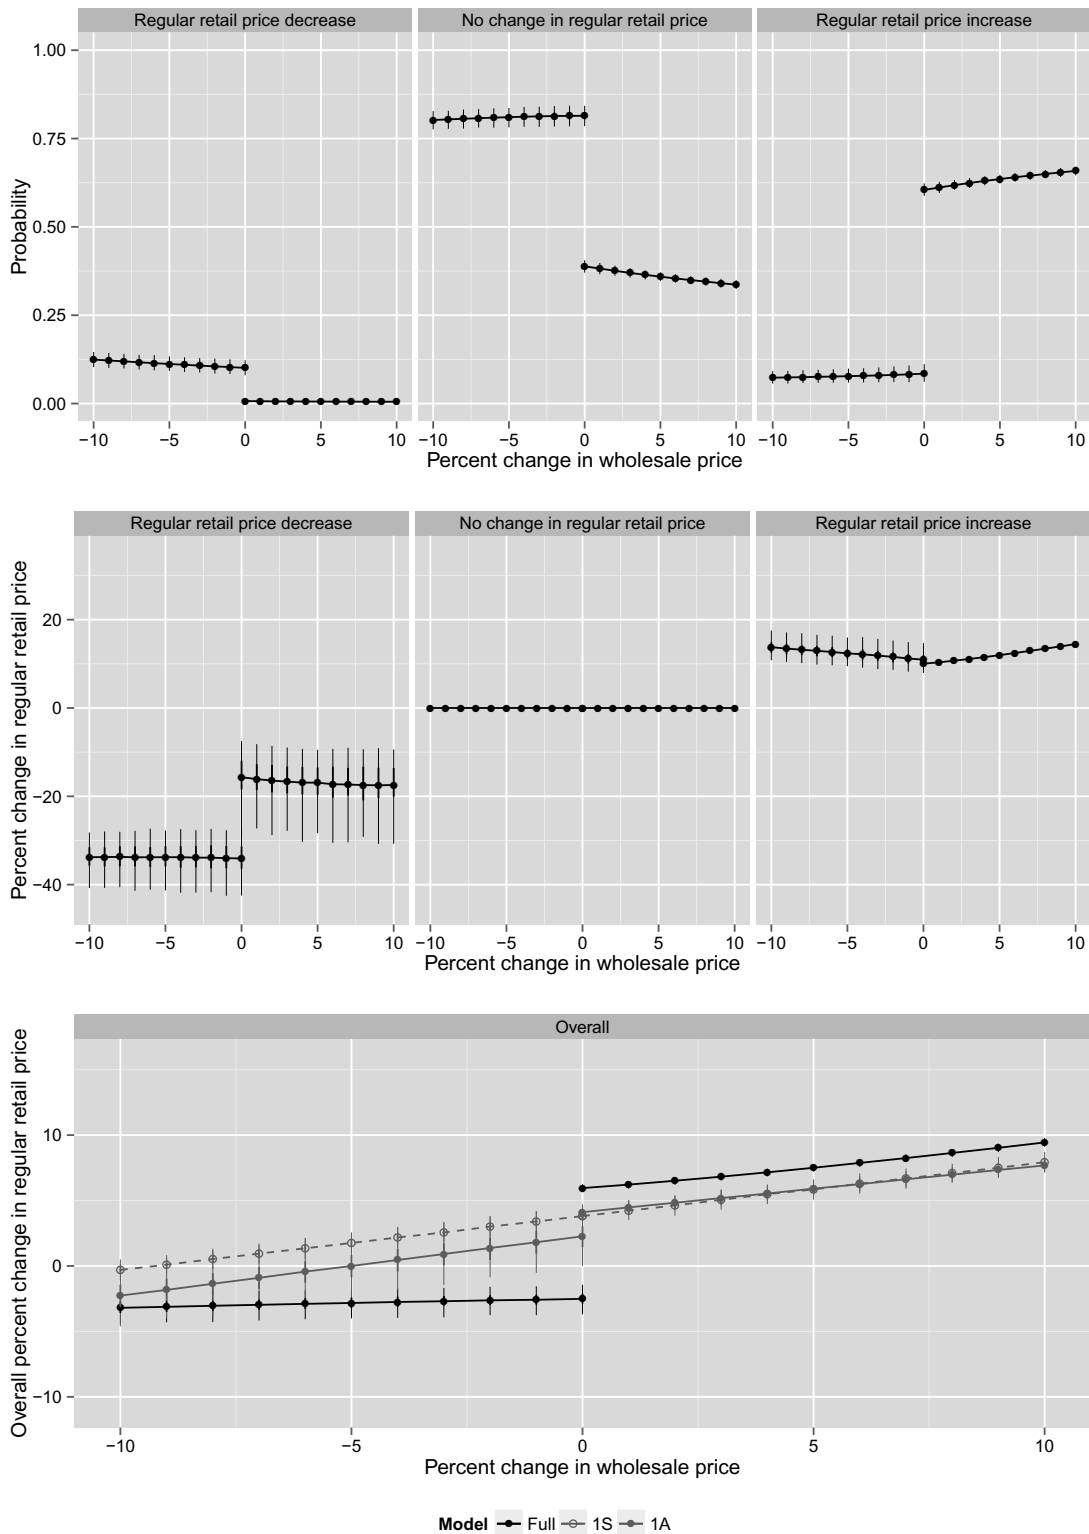 Regular retail price decrease
No change in regular retail price
Regular retail price increase
Probability
1.00
0.75
0.50
0.25
0.00
−10 −5 0 5 10
−10 −5 0 5 10
−10 −5 0 5 10
Percent change in wholesale price
Regular retail price decrease
No change in regular retail price
Regular retail price increase
Percent change in regular retail price
20
0
−20
−40
−10 −5 0 5 10
−10 −5 0 5 10
−10 −5 0 5 10
Percent change in wholesale price
Overall
Overall percent change in regular retail price
10
0
−10
−10 −5 0 5 10
Percent change in wholesale price
Model Full 1S 1A